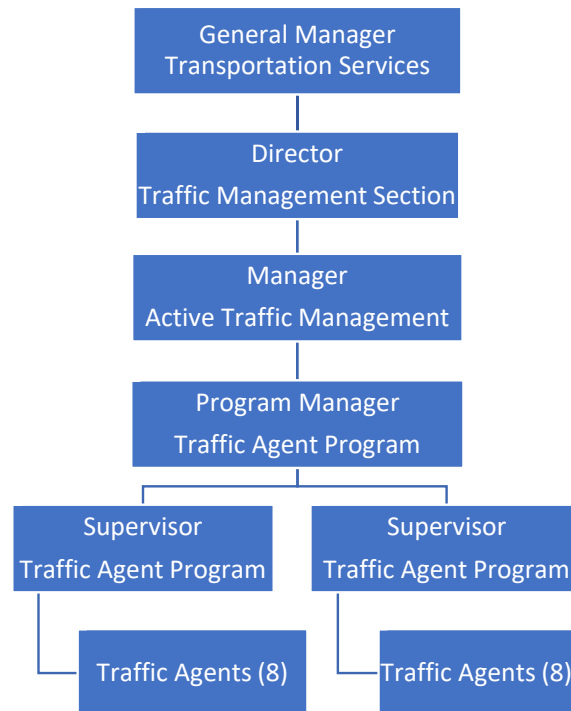 General Manager
Transportation Services
Director
Traffic Management Section
Manager
Active Traffic Management
Program Manager
Traffic Agent Program
Supervisor
Traffic Agent Program
Supervisor
Traffic Agent Program
Traffic Agents (8)
Traffic Agents (8)